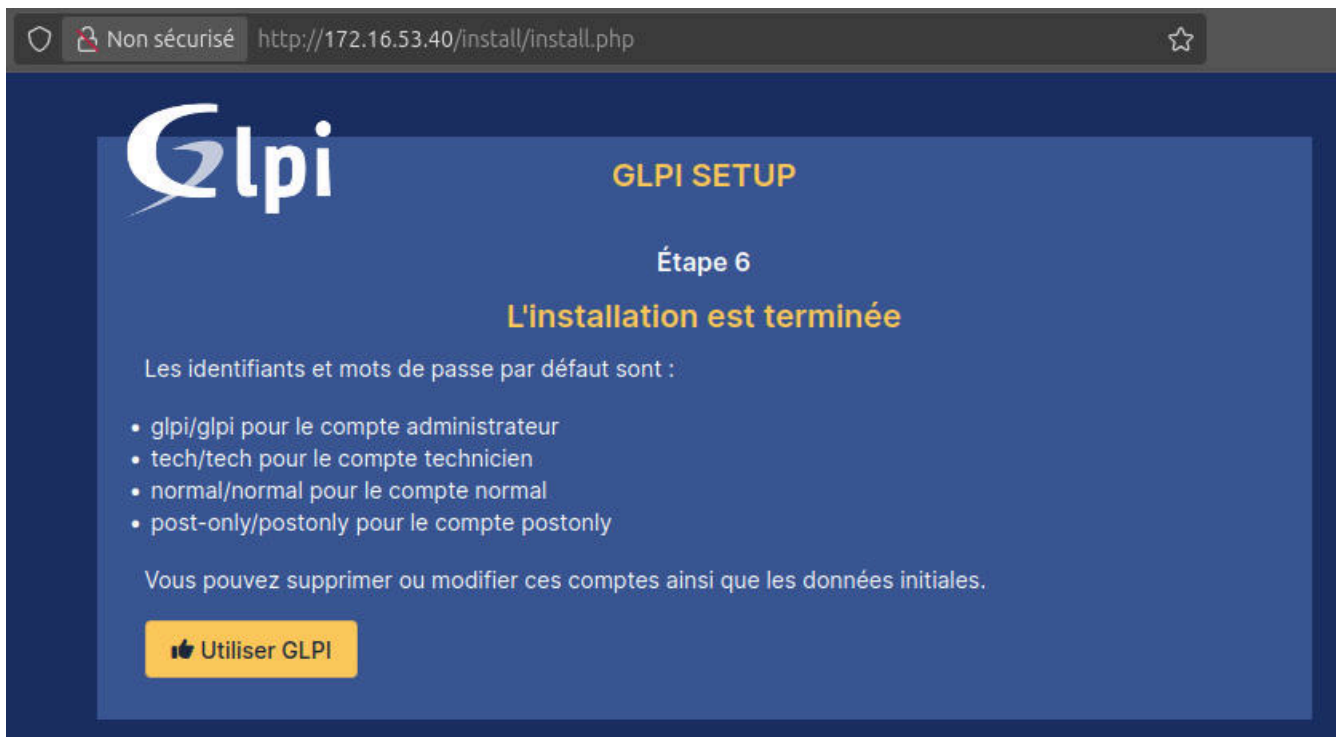 Non sécurisé http://172.16.53.40/install/install.php
Glpi
GLPI SETUP
Étape 6
L'installation est terminée
Les identifiants et mots de passe par défaut sont :
• glpi/glpi pour le compte administrateur
• tech/tech pour le compte technicien
• normal/normal pour le compte normal
• post-only/postonly pour le compte postonly
Vous pouvez supprimer ou modifier ces comptes ainsi que les données initiales.
Utiliser GLPI